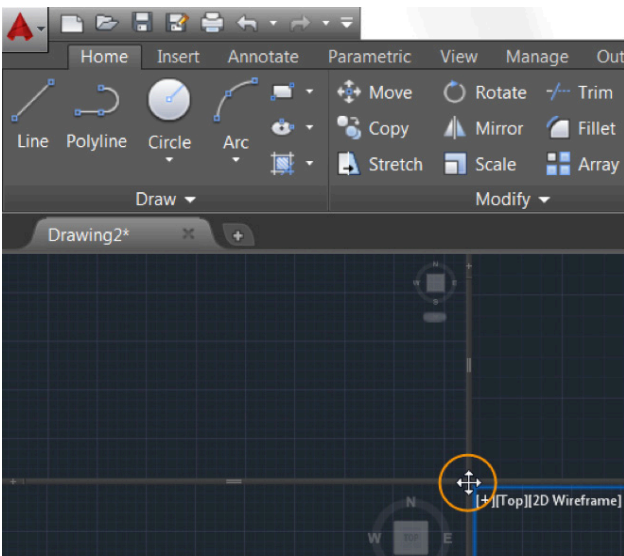 Home Insert Annotate Parametric View Manage Out
Move Rotate Trim
Line Polyline Circle Arc Copy Mirror Fillet
Stretch Scale Array
Draw Modify
Drawing2*
N
W
S
[+][Top][2D Wireframe]
N
W TOP E